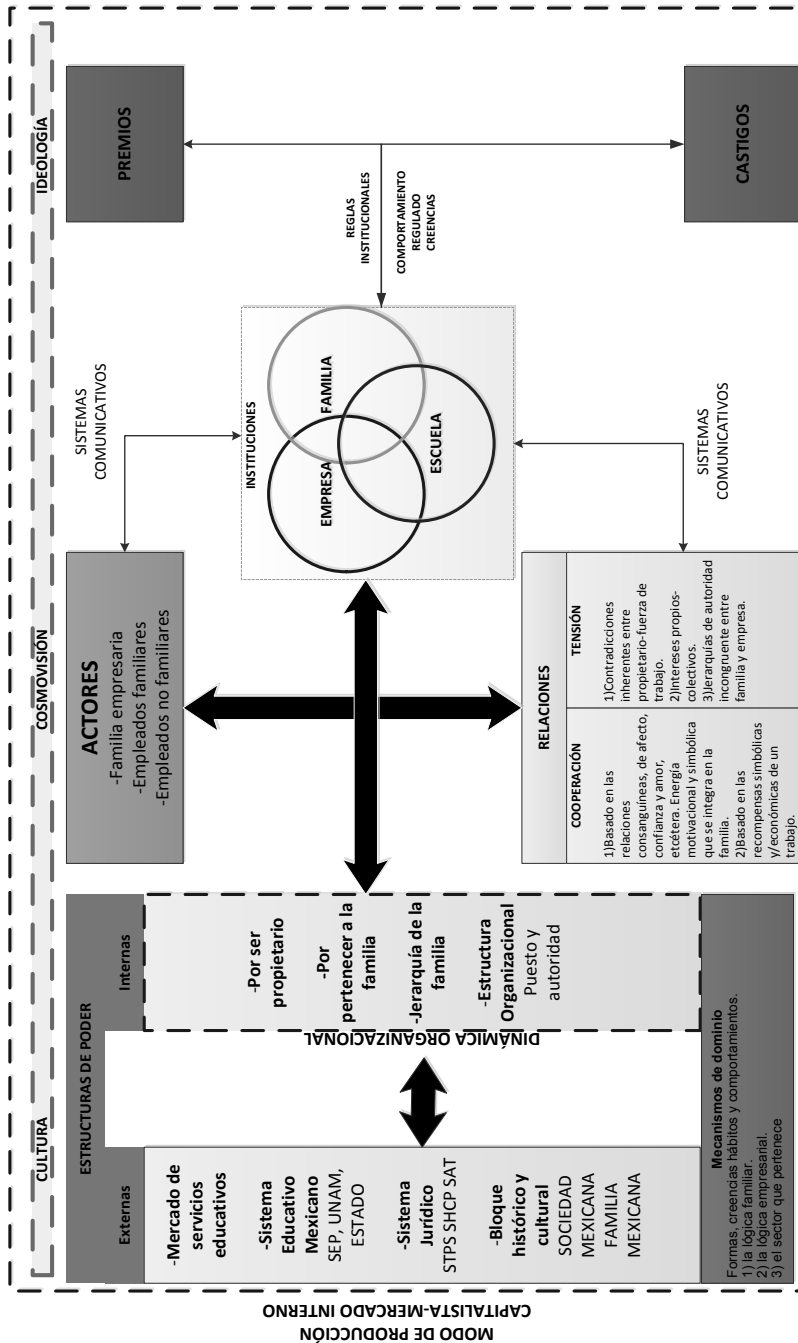 MODO DE PRODUCCIÓN
CAPITALISTA-MERCADO INTERNO
CULTURA
COSMOVISIÓN
IDEOLOGÍA
ESTRUCTURAS DE PODER
Externas
-Mercado de
servicios
educativos
-Sistema
Educativo
Mexicano
SEP, UNAM,
ESTADO
-Sistema
Jurídico
STPS SHCP SAT
-Bloque
histórico y
cultural
SOCIEDAD
MEXICANA
FAMILIA
MEXICANA
DINÁMICA ORGANIZACIONAL
Internas
-Por ser
propietario
-Por
pertenecer a la
familia
-Jerarquía de la
familia
-Estructura
Organizacional
Puesto y
autoridad
Mecanismos de dominio
Formas, creencias hábitos y comportamientos.
1) la lógica familiar.
2) la lógica empresarial.
3) el sector que pertenece
ACTORES
-Familia empresaria
-Empleados familiares
-Empleados no familiares
SISTEMAS
COMUNICATIVOS
INSTITUCIONES
EMPRESA
FAMILIA
ESCUELA
RELACIONES
COOPERACIÓN
1)Basado en las
relaciones
consanguíneas, de afecto,
confianza y amor,
etcétera. Energía
motivacional y simbólica
que se integra en la
familia.
2)Basado en las
recompensas simbólicas
y/económicas de un
trabajo.
TENSIÓN
1)Contradicciones
inherentes entre
propietario-fuerza de
trabajo.
2)Intereses propios-
colectivos.
3)Jerarquías de autoridad
incongruente entre
familia y empresa.
SISTEMAS
COMUNICATIVOS
REGLAS
INSTITUCIONALES
COMPORTAMIENTO
REGULADO
CREENCIAS
PREMIOS
CASTIGOS